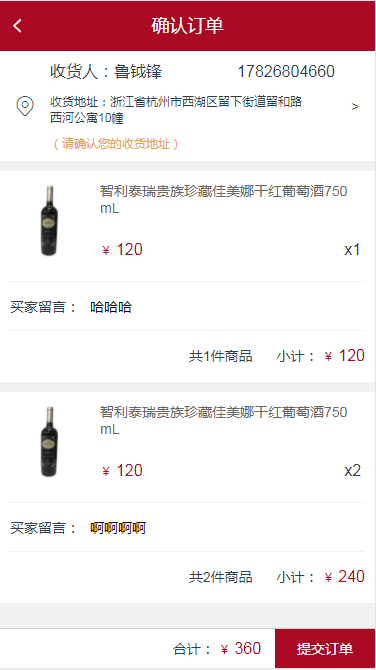 确认订单
收货人：鲁钺锋 17826804660
收货地址：浙江省杭州市西湖区留下街道留和路
西河公寓10幢
>
（请确认您的收货地址）
智利泰瑞贵族珍藏佳美娜干红葡萄酒750
mL
￥ 120 x1
买家留言： 哈哈哈
共1件商品 小计：￥ 120
智利泰瑞贵族珍藏佳美娜干红葡萄酒750
mL
￥ 120 x2
买家留言： 啊啊啊啊
共2件商品 小计：￥ 240
合计：￥ 360 提交订单